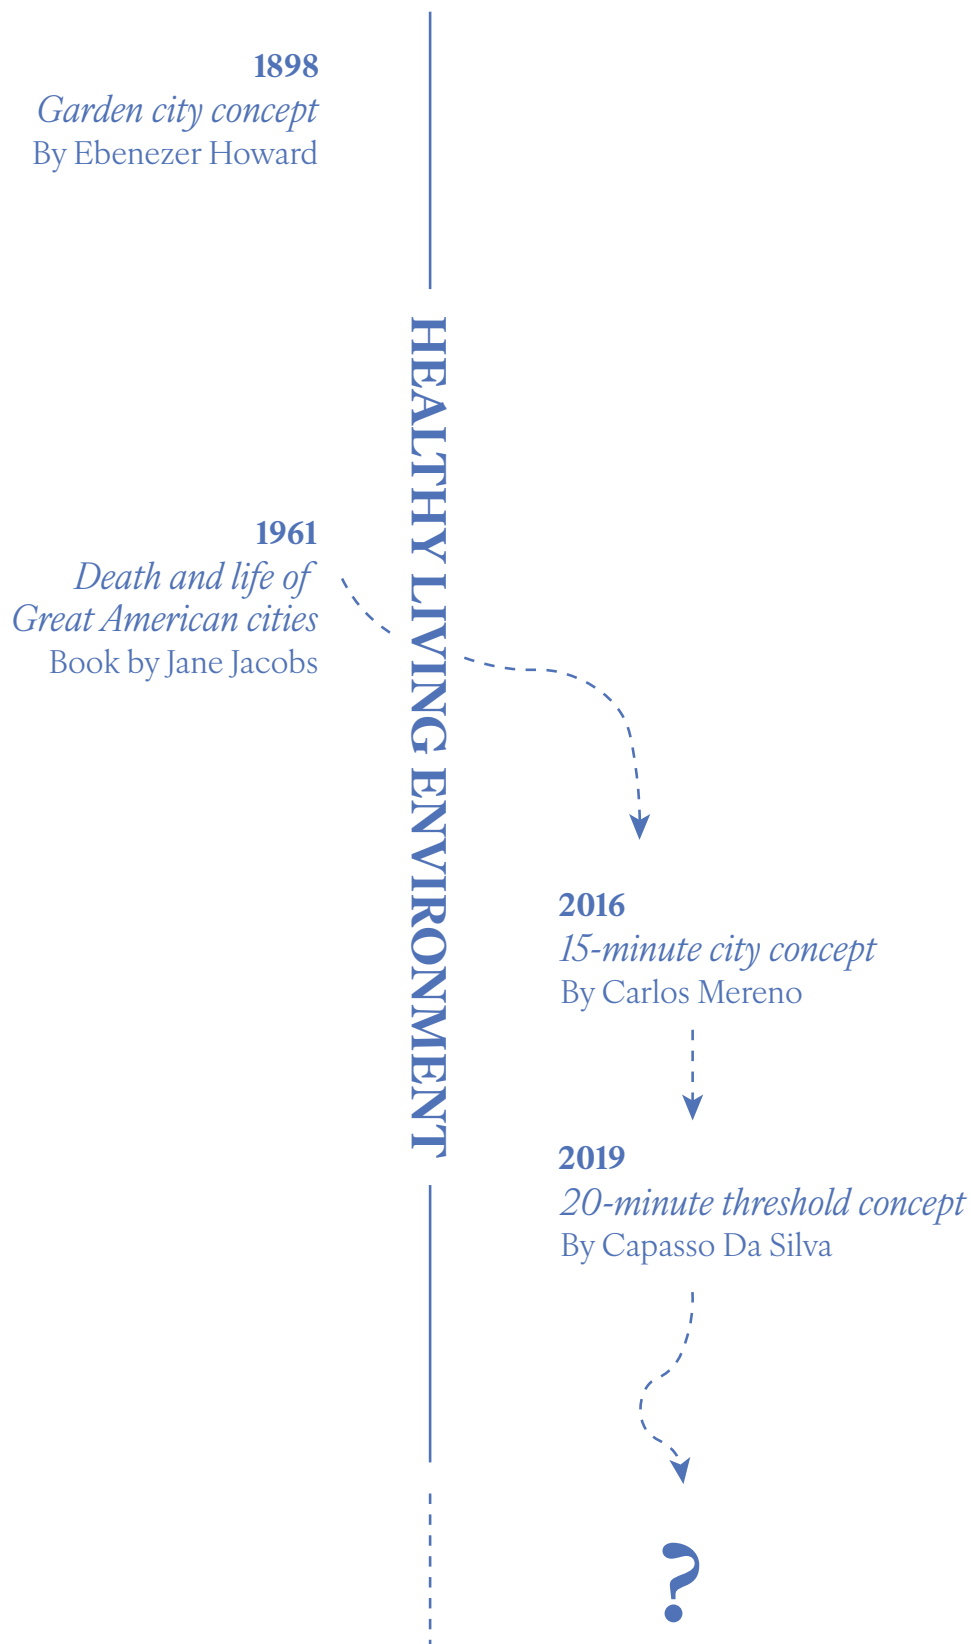 1898
Garden city concept
By Ebenezer Howard
HEALTHY LIVING ENVIRONMENT
1961
Death and life of
Great American cities
Book by Jane Jacobs
2016
15-minute city concept
By Carlos Mereno
2019
20-minute threshold concept
By Capasso Da Silva
?